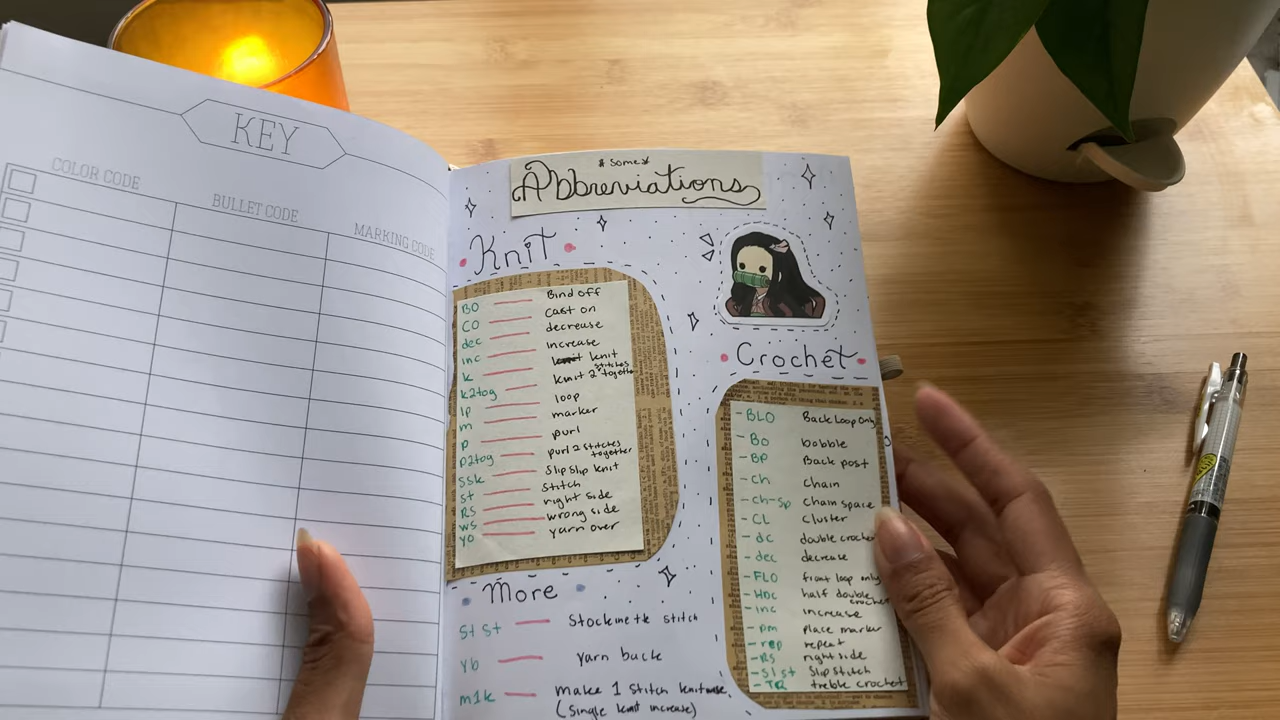 KEY
COLOR CODE
BULLET CODE
MARKING CODE
*Some*
Abbreviations
Knit
BO Bind off
CO cast on
dec decrease
inc increase
k knit
k2tog knit 2 stitches together
lp loop
m marker
p purl
p2tog purl 2 stitches together
ssk slip slip knit
st stitch
RS right side
WS wrong side
yo yarn over
More
St st Stockinette stitch
yb yarn back
m1k make 1 stitch knitwise
(single knit increase)
Crochet
-BLO Back Loop Only
-Bo bobble
-BP Back post
-ch chain
-ch-sp chain space
-CL cluster
-dc double crochet
-dec decrease
-FLO front loop only
-HDC half double crochet
-inc increase
-pm place marker
-rep repeat
-RS right side
-Sl st Slip stitch
-TR treble crochet